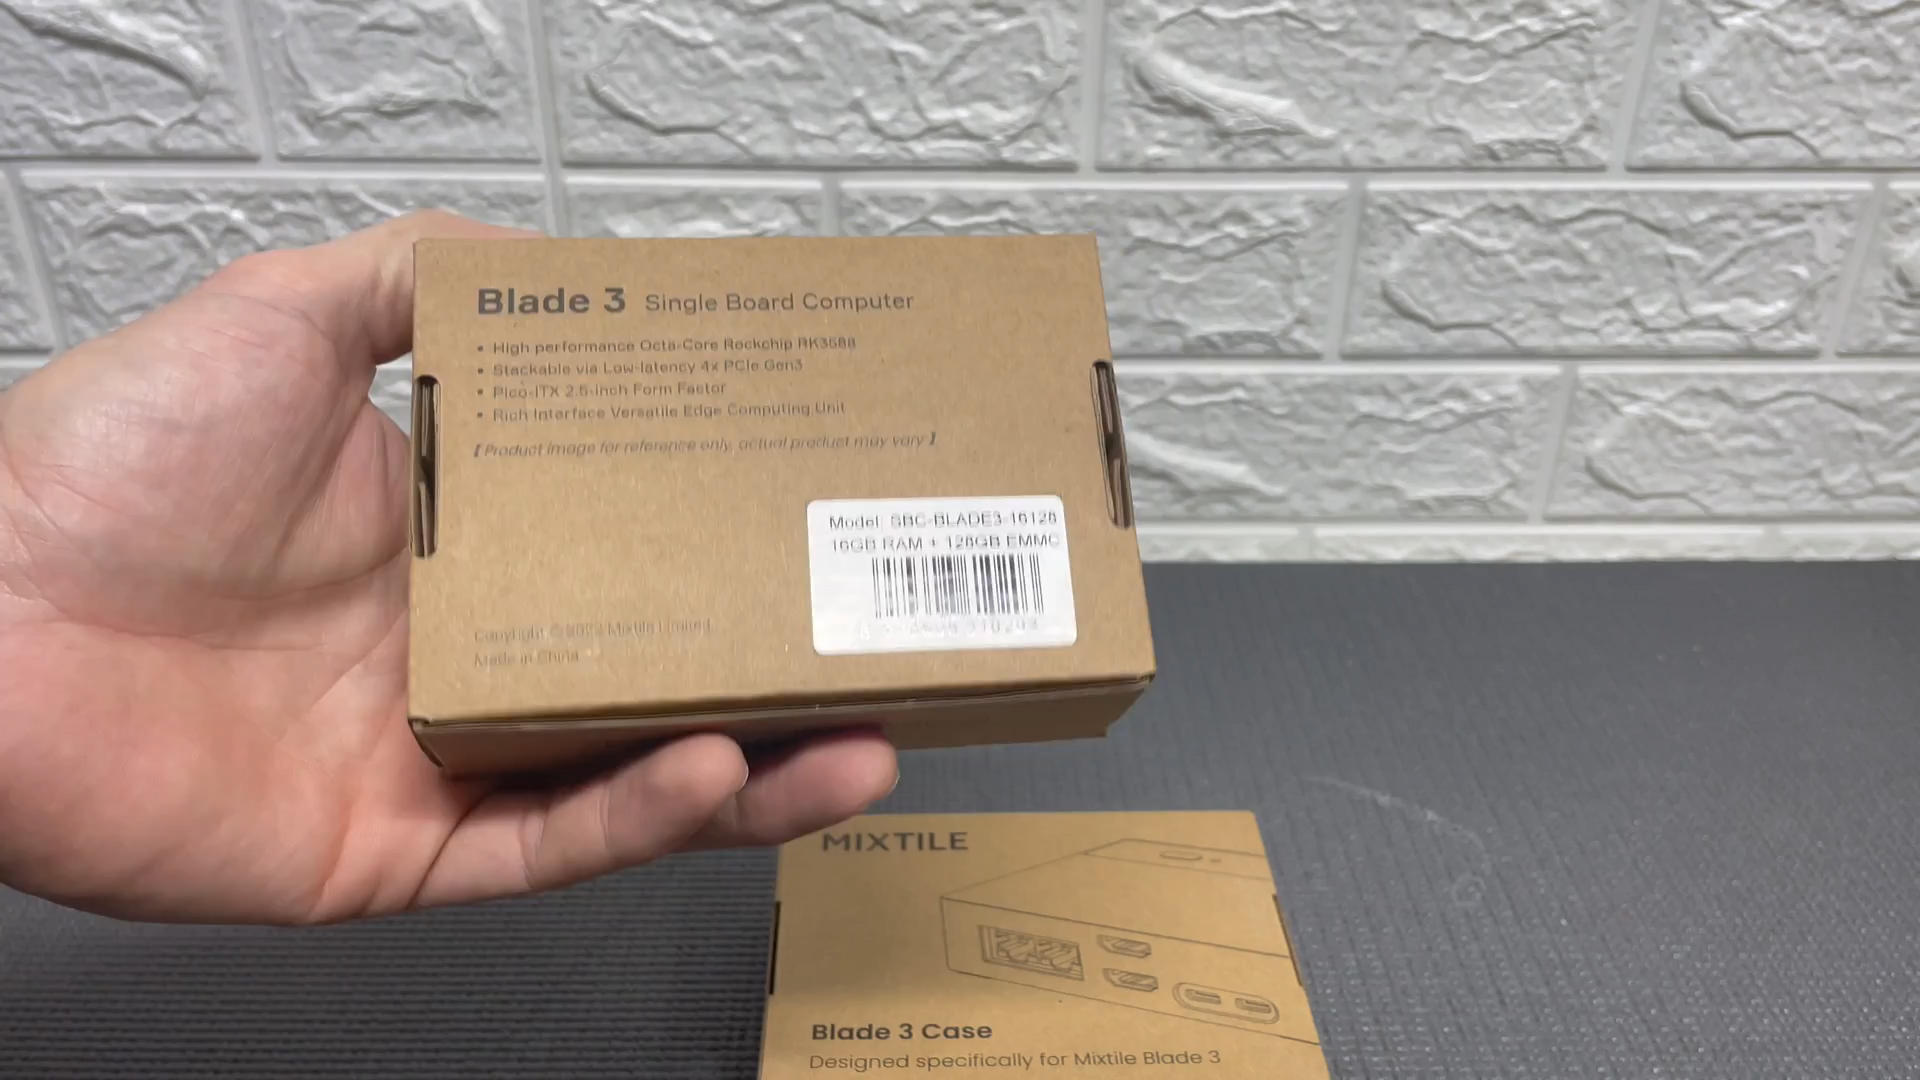 Blade 3 Single Board Computer
• High performance Octa-Core Rockchip RK3588
• Stackable via Low-latency 4x PCIe Gen3
• Pico-ITX 2.5-inch Form Factor
• Rich Interface Versatile Edge Computing Unit
【Product image for reference only, actual product may vary】
Model: SBC-BLADE3-16128
16GB RAM + 128GB EMMC
Copyright © Mixtile Limited.
Made in China
MIXTILE
Blade 3 Case
Designed specifically for Mixtile Blade 3